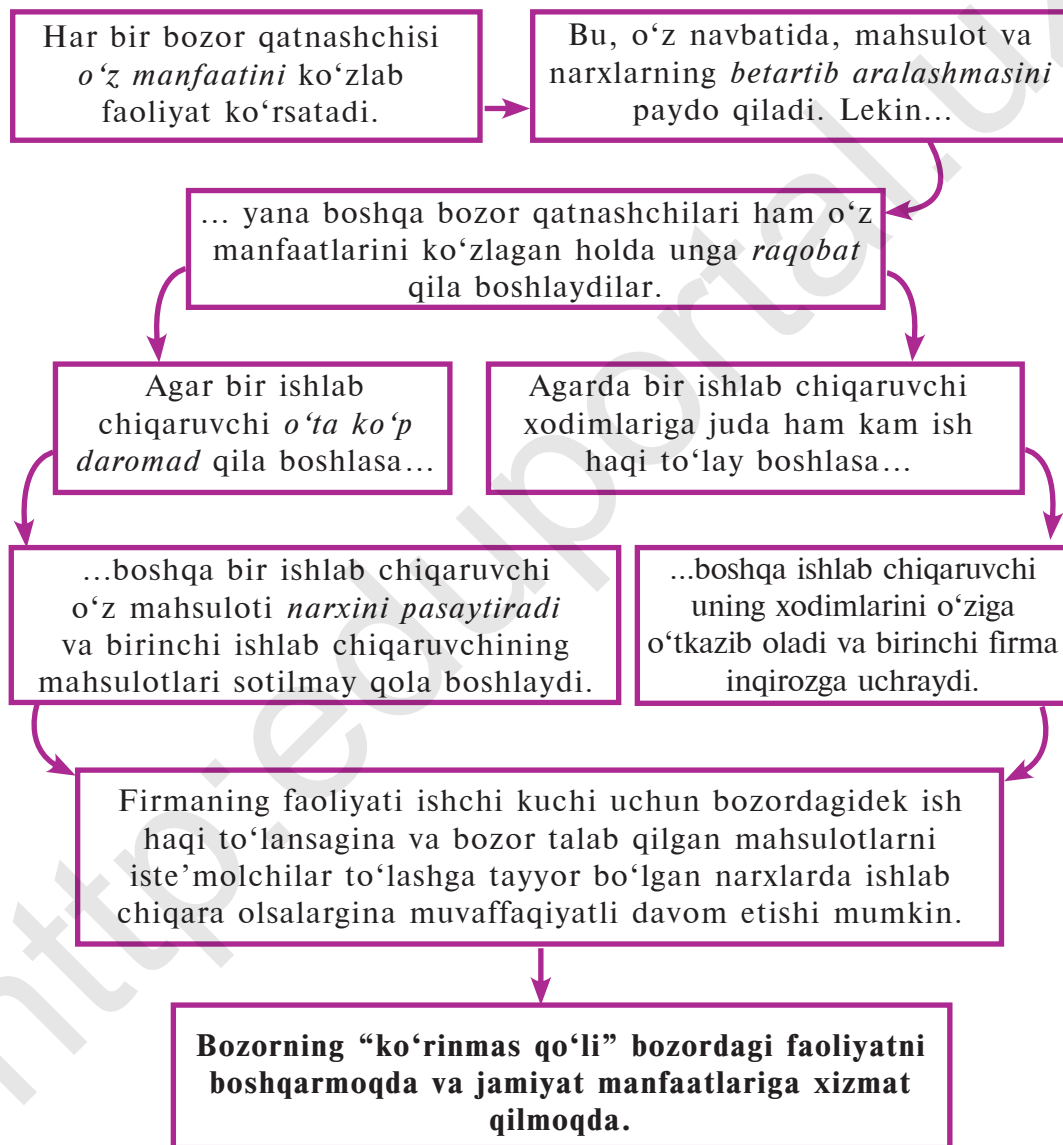 Har bir bozor qatnashchisi
o‘z manfaatini ko‘zlab
faoliyat ko‘rsatadi.
Bu, o‘z navbatida, mahsulot va
narxlarning betartib aralashmasini
paydo qiladi. Lekin...
... yana boshqa bozor qatnashchilari ham o‘z
manfaatlarini ko‘zlagan holda unga raqobat
qila boshlaydilar.
Agar bir ishlab
chiqaruvchi o‘ta ko‘p
daromad qila boshlasa...
Agarda bir ishlab chiqaruvchi
xodimlariga juda ham kam ish
haqi to‘lay boshlasa...
...boshqa bir ishlab chiqaruvchi
o‘z mahsuloti narxini pasaytiradi
va birinchi ishlab chiqaruvchining
mahsulotlari sotilmay qola boshlaydi.
...boshqa ishlab chiqaruvchi
uning xodimlarini o‘ziga
o‘tkazib oladi va birinchi firma
inqirozga uchraydi.
Firmaning faoliyati ishchi kuchi uchun bozordagidek ish
haqi to‘lansagina va bozor talab qilgan mahsulotlarni
iste’molchilar to‘lashga tayyor bo‘lgan narxlarda ishlab
chiqara olsalargina muvaffaqiyatli davom etishi mumkin.
Bozorning “ko‘rinmas qo‘li” bozordagi faoliyatni
boshqarmoqda va jamiyat manfaatlariga xizmat
qilmoqda.
http:eduportal.uz